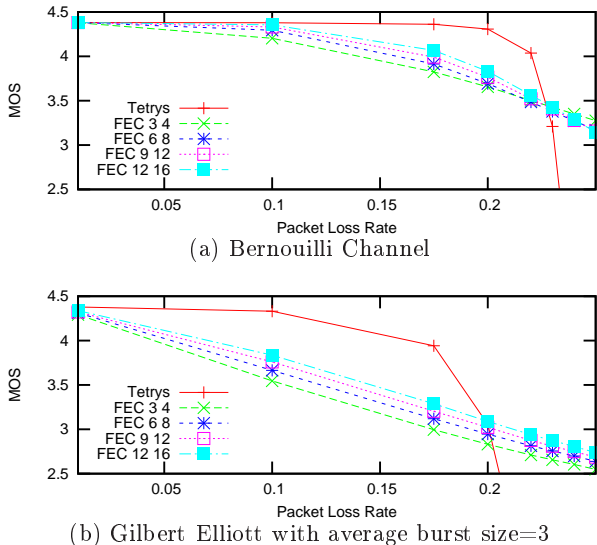 4.5
4
3.5
3
2.5
MOS
Tetrys
FEC 3 4
FEC 6 8
FEC 9 12
FEC 12 16
0.05
0.1
0.15
0.2
Packet Loss Rate
(a) Bernouilli Channel
4.5
4
3.5
3
2.5
MOS
Tetrys
FEC 3 4
FEC 6 8
FEC 9 12
FEC 12 16
0.05
0.1
0.15
0.2
Packet Loss Rate
(b) Gilbert Elliott with average burst size=3